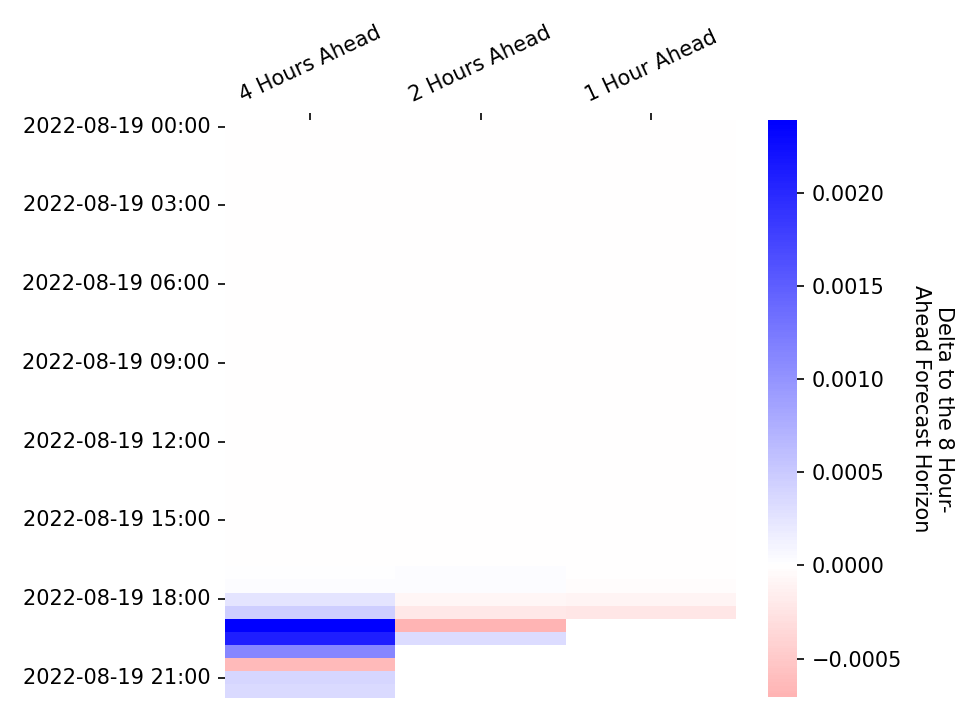 4 Hours Ahead
2 Hours Ahead
1 Hour Ahead
2022-08-19 00:00
2022-08-19 03:00
2022-08-19 06:00
2022-08-19 09:00
2022-08-19 12:00
2022-08-19 15:00
2022-08-19 18:00
2022-08-19 21:00
0.0020
0.0015
0.0010
0.0005
0.0000
−0.0005
Delta to the 8 Hour-
Ahead Forecast Horizon